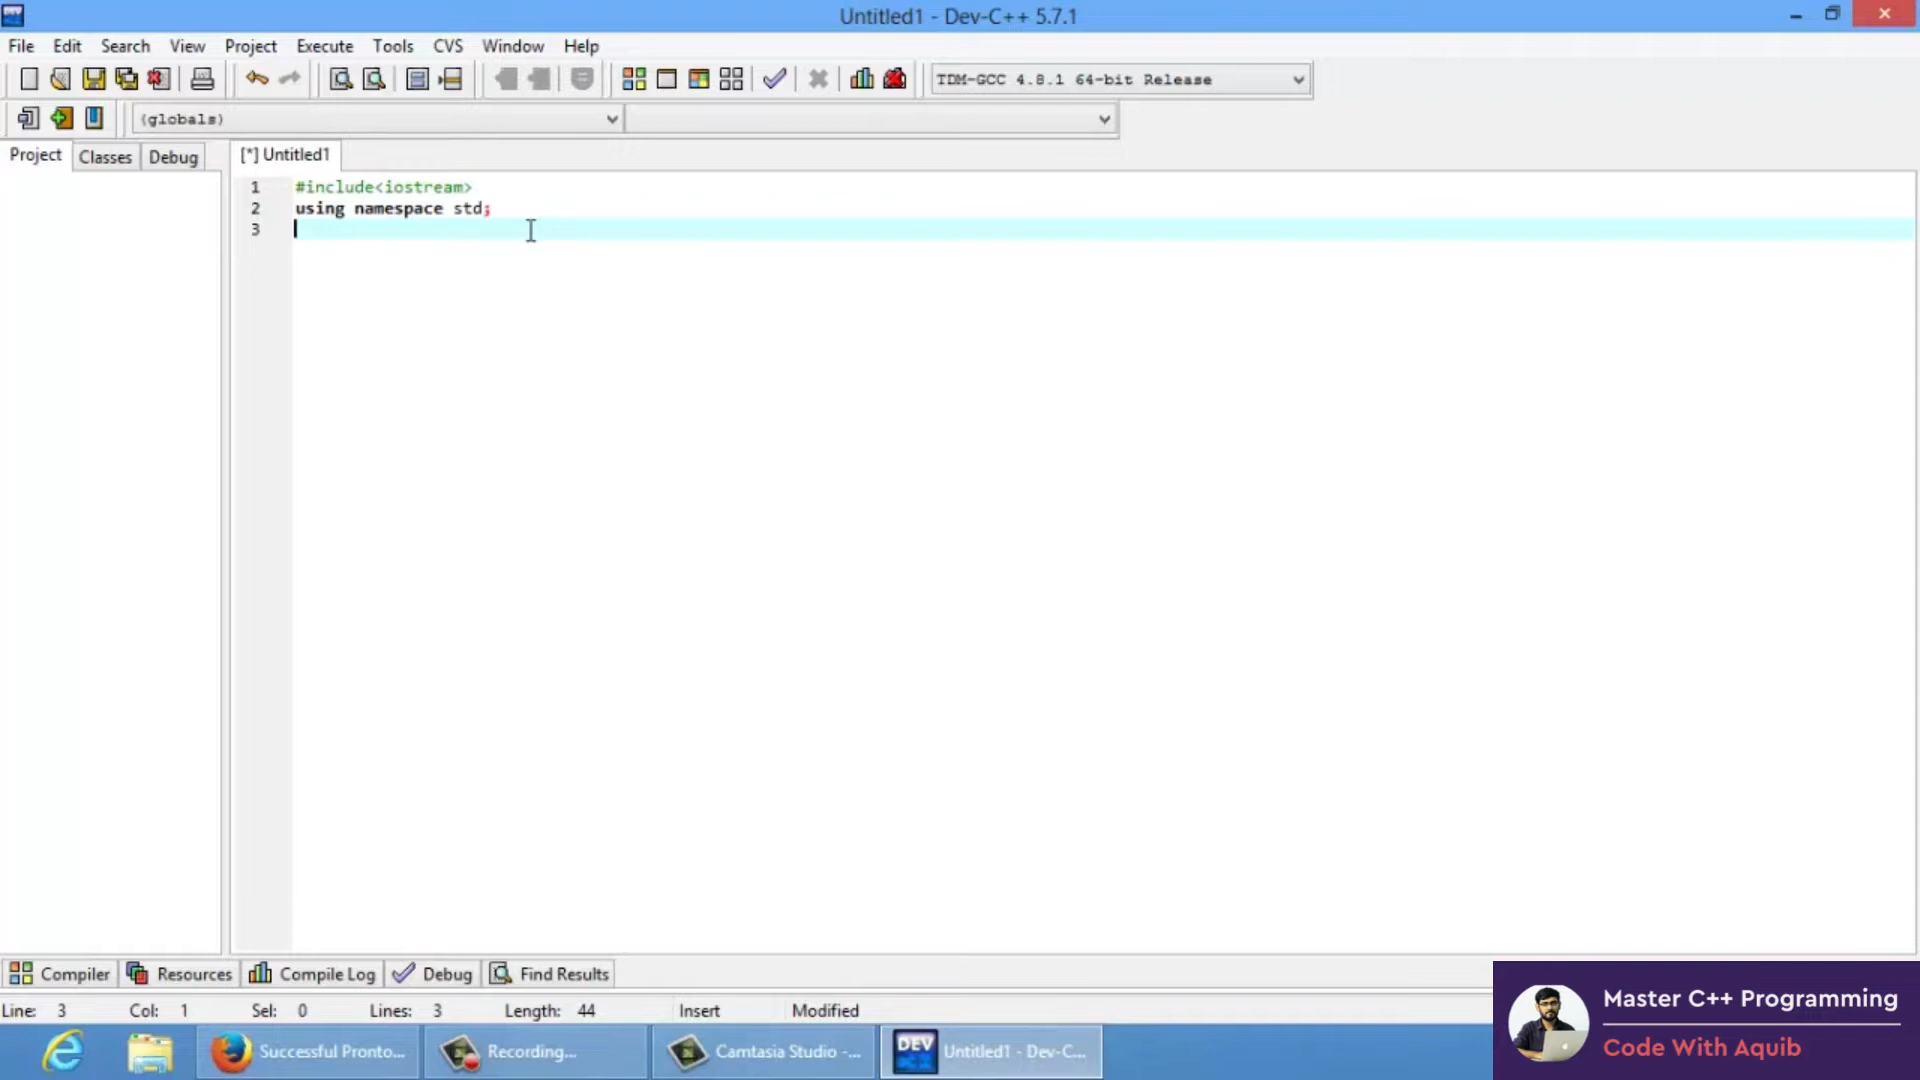 Untitled1 - Dev-C++ 5.7.1
File Edit Search View Project Execute Tools CVS Window Help
TDM-GCC 4.8.1 64-bit Release
(globals)
Project Classes Debug [*] Untitled1
1 #include<iostream>
2 using namespace std;
3
Compiler Resources Compile Log Debug Find Results
Line: 3 Col: 1 Sel: 0 Lines: 3 Length: 44 Insert Modified
Successful Pronto... Recording... Camtasia Studio -... DEV Untitled1 - Dev-C...
Master C++ Programming
Code With Aquib